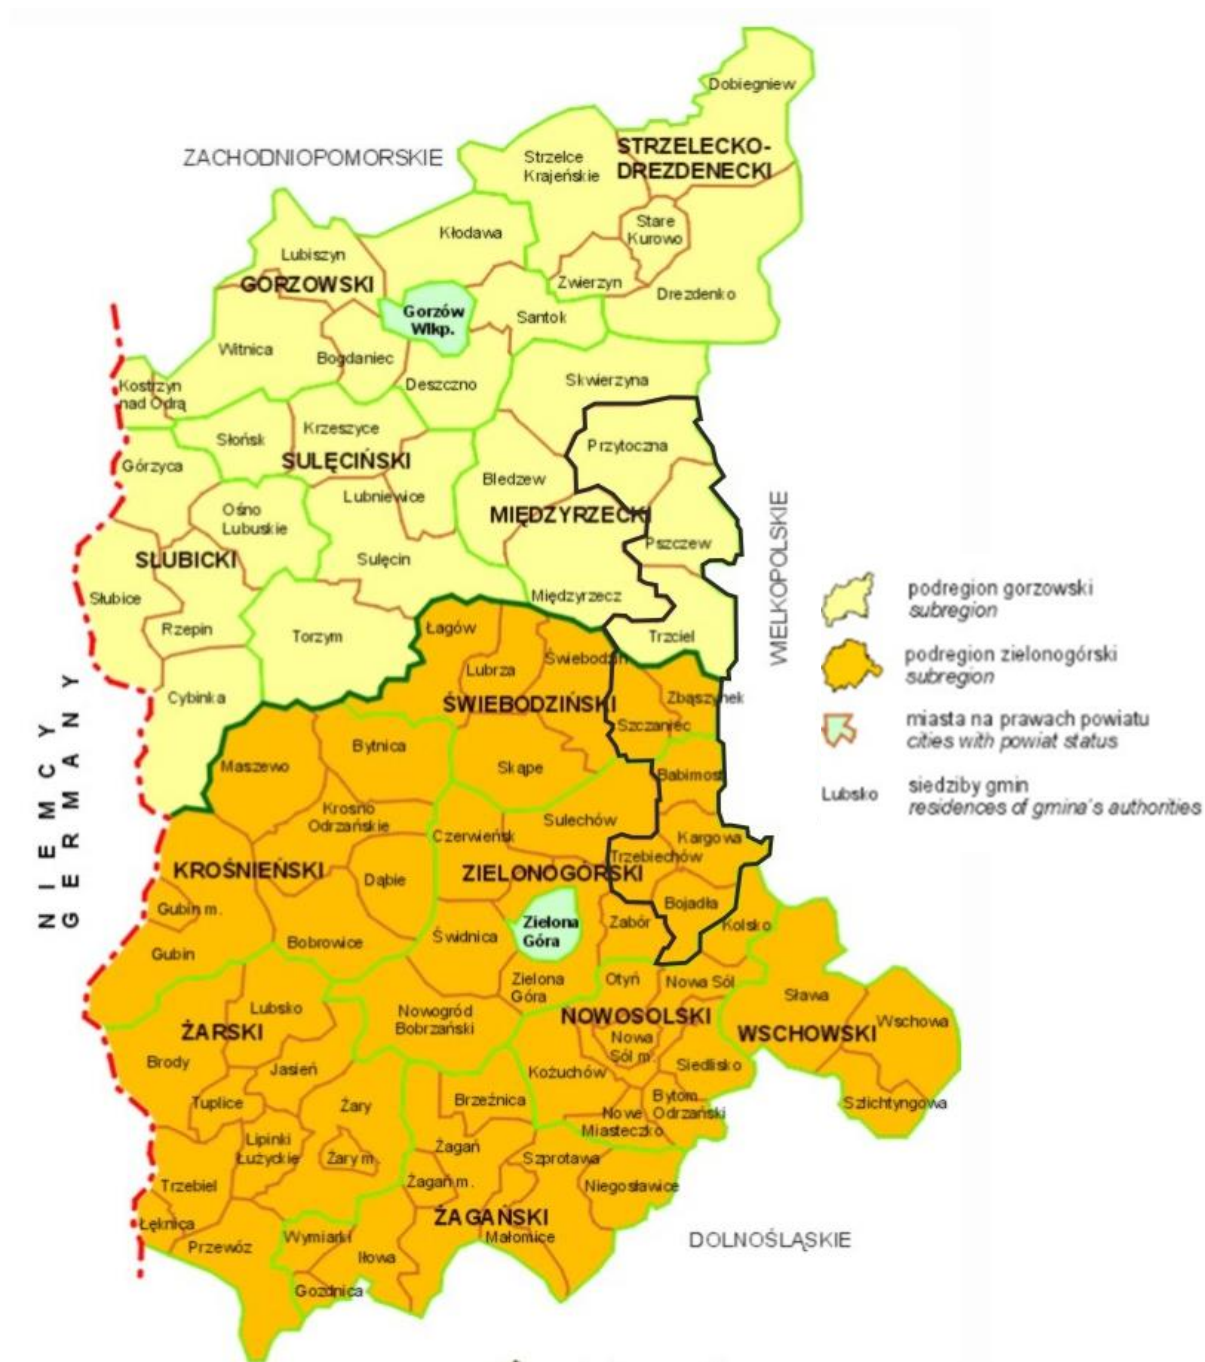 Dobiegniew
ZACHODNIOPOMORSKIE
STRZELECKO-
DREZDENECKI
Strzelce
Krajeńskie
Stare
Kurowo
Kłodawa
Lubiszyn
GORZOWSKI
Zwierzyn
Drezdenko
Gorzów
Wlkp.
Santok
Witnica
Bogdaniec
Deszczno
Skwierzyna
Kostrzyn
nad Odrą
Słońsk
Krzeszyce
Przytoczna
SULĘCIŃSKI
Górzyca
Bledzew
Lubniewice
Ośno
Lubuskie
MIĘDZYRZECKI
WIELKOPOLSKIE
Pszczew
SŁUBICKI
Sulęcin
Słubice
Międzyrzecz
Rzepin
Torzym
Łagów
Trzciel
Lubrza
Świebodzin
Cybinka
ŚWIEBODZIŃSKI
Zbąszynek
Szczaniec
Bytnica
Maszewo
Skąpe
Babimost
NIEMCY
GERMANY
Krosno
Odrzańskie
Czerwieńsk
Sulechów
Kargowa
Trzebiechów
KROŚNIEŃSKI
Dąbie
ZIELONOGÓRSKI
Gubin m.
Bojadła
Zielona
Góra
Zabór
Kolsko
Bobrowice
Świdnica
Gubin
Zielona
Góra
Otyń
Nowa Sól
Sława
Lubsko
Nowogród
Bobrzański
NOWOSOLSKI
Wschowa
ŻARSKI
WSCHOWSKI
Nowa
Sól m.
Brody
Jasień
Kożuchów
Siedlisko
Tuplice
Żary
Brzeźnica
Bytom
Odrzański
Nowe
Miasteczko
Szlichtyngowa
Lipinki
Łużyckie
Żary m.
Żagań
Szprotawa
Trzebiel
Żagań m.
Niegosławice
Łęknica
ŻAGAŃSKI
Przewóz
Wymiarki
Małomice
DOLNOŚLĄSKIE
Iłowa
Gozdnica
podregion gorzowski
subregion
podregion zielonogórski
subregion
miasta na prawach powiatu
cities with powiat status
Lubsko
siedziby gmin
residences of gmina's authorities